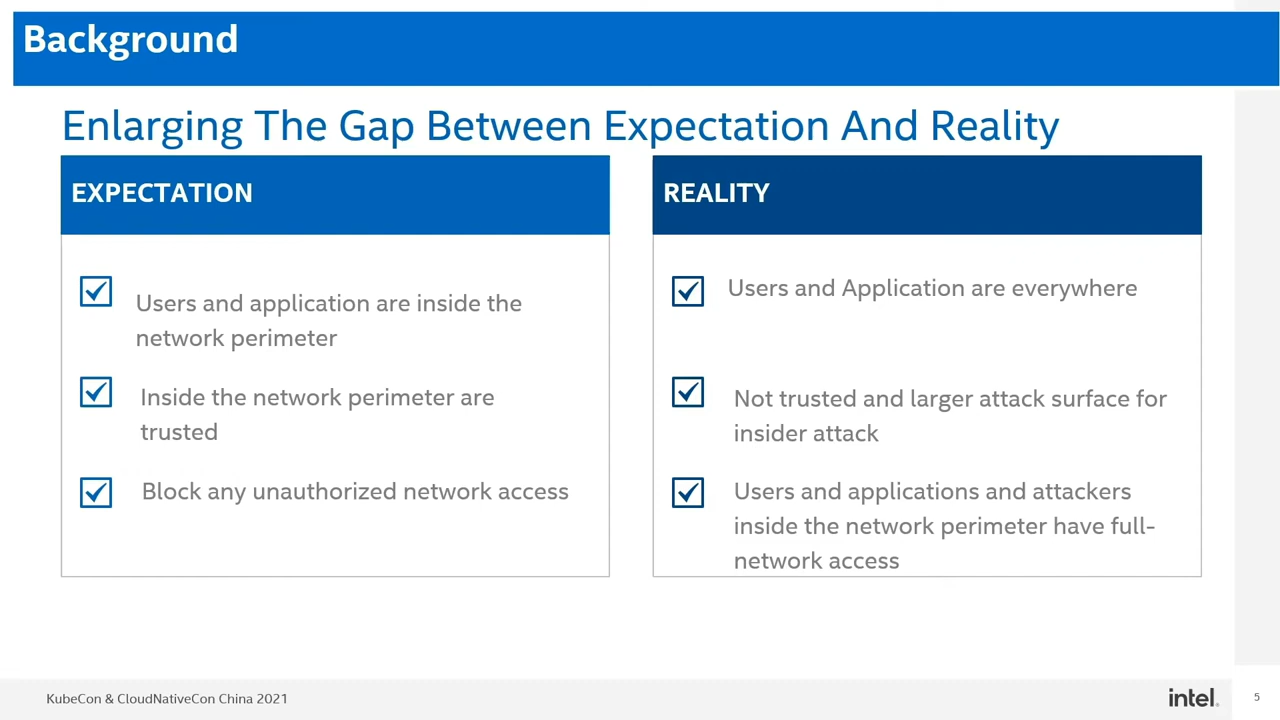 Background
Enlarging The Gap Between Expectation And Reality
EXPECTATION
Users and application are inside the
network perimeter
Inside the network perimeter are
trusted
Block any unauthorized network access
REALITY
Users and Application are everywhere
Not trusted and larger attack surface for
insider attack
Users and applications and attackers
inside the network perimeter have full-
network access
KubeCon & CloudNativeCon China 2021
intel.
5